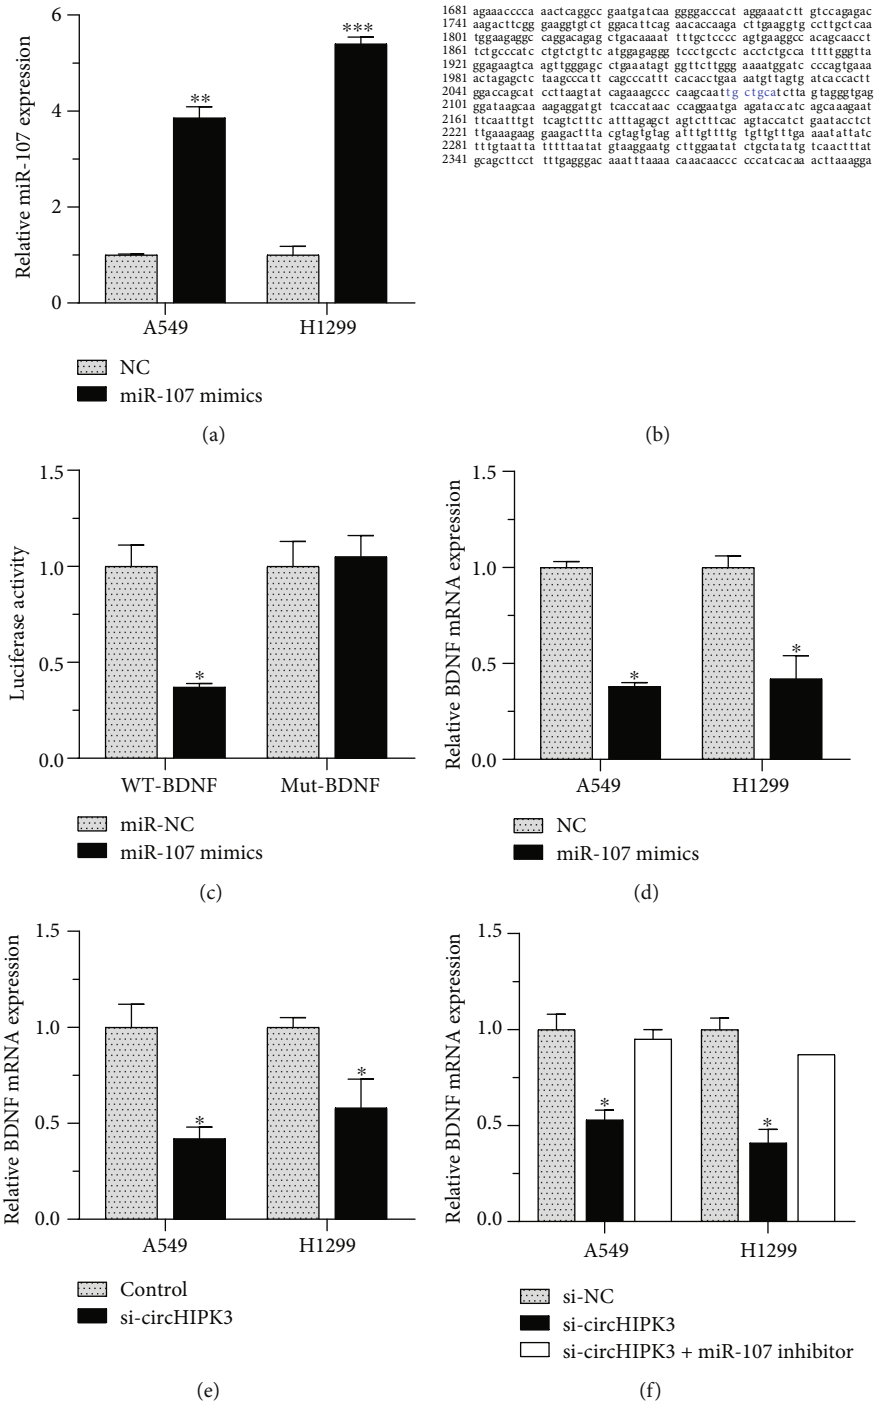 6
4
2
0
Relative miR-107 expression
**
***
A549
H1299
NC
miR-107 mimics
(a)
1681 agaaacccca aactcaggcc gaatgatcaa ggggacccat aggaaatctt gtccagagac
1741 aagacttcgg gaaggtgtct ggacattcag aacaccaaga cttgaaggtg ccttgctcaa
1801 tggaagaggc caggacagag ctgacaaaat tttgctcccc agtgaaggcc acagcaacct
1861 tctgcccatc ctgtctgttc atggagaggg tccctgcctc acctctgcca ttttgggtta
1921 ggagaagtca agttgggagc ctgaaatagt ggttcttggg aaaatggatc cccagtgaaa
1981 actagagctc taagcccatt cagcccattt cacacctgaa aatgttagtg atcaccactt
2041 ggaccagcat ccttaagtat cagaaagccc caagcaattg ctgcatctta gtagggtgag
2101 ggataagcaa aagaggatgt tcaccataac ccaggaatga agataccatc agcaaagaat
2161 ttcaatttgt tcagtctttc atttagagct agtctttcac agtaccatct gaatacctct
2221 ttgaaagaag gaagacttta cgtagtgtag atttgttttg tgttgtttga aaatattatc
2281 tttgtaatta tttttaatat gtaaggaatg cttggaatat ctgctatatg tcaactttat
2341 gcagcttcct tttgagggac aaatttaaaa caaacaaccc cccatcacaa acttaaagga
(b)
1.5
1.0
0.5
0.0
Luciferase activity
*
WT-BDNF
Mut-BDNF
miR-NC
miR-107 mimics
(c)
1.5
1.0
0.5
0.0
Relative BDNF mRNA expression
*
*
A549
H1299
NC
miR-107 mimics
(d)
1.5
1.0
0.5
0.0
Relative BDNF mRNA expression
*
*
A549
H1299
Control
si-circHIPK3
(e)
1.5
1.0
0.5
0.0
Relative BDNF mRNA expression
*
*
A549
H1299
si-NC
si-circHIPK3
si-circHIPK3 + miR-107 inhibitor
(f)